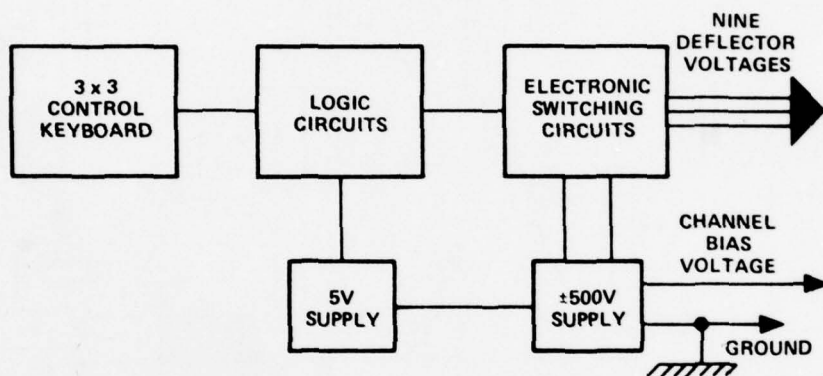 NINE
DEFLECTOR
VOLTAGES
3 x 3
CONTROL
KEYBOARD
LOGIC
CIRCUITS
ELECTRONIC
SWITCHING
CIRCUITS
CHANNEL
BIAS
VOLTAGE
5V
SUPPLY
±500V
SUPPLY
GROUND